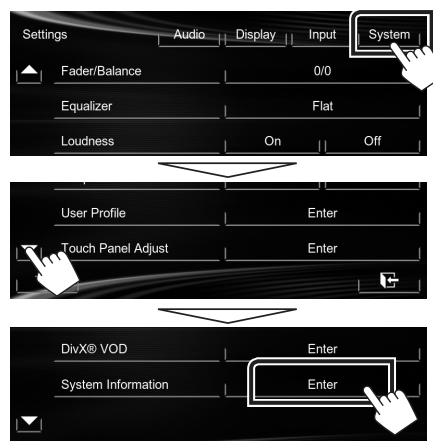 Settings Audio Display Input System
Fader/Balance 0/0
Equalizer Flat
Loudness On Off
User Profile Enter
Touch Panel Adjust Enter
DivX® VOD Enter
System Information Enter